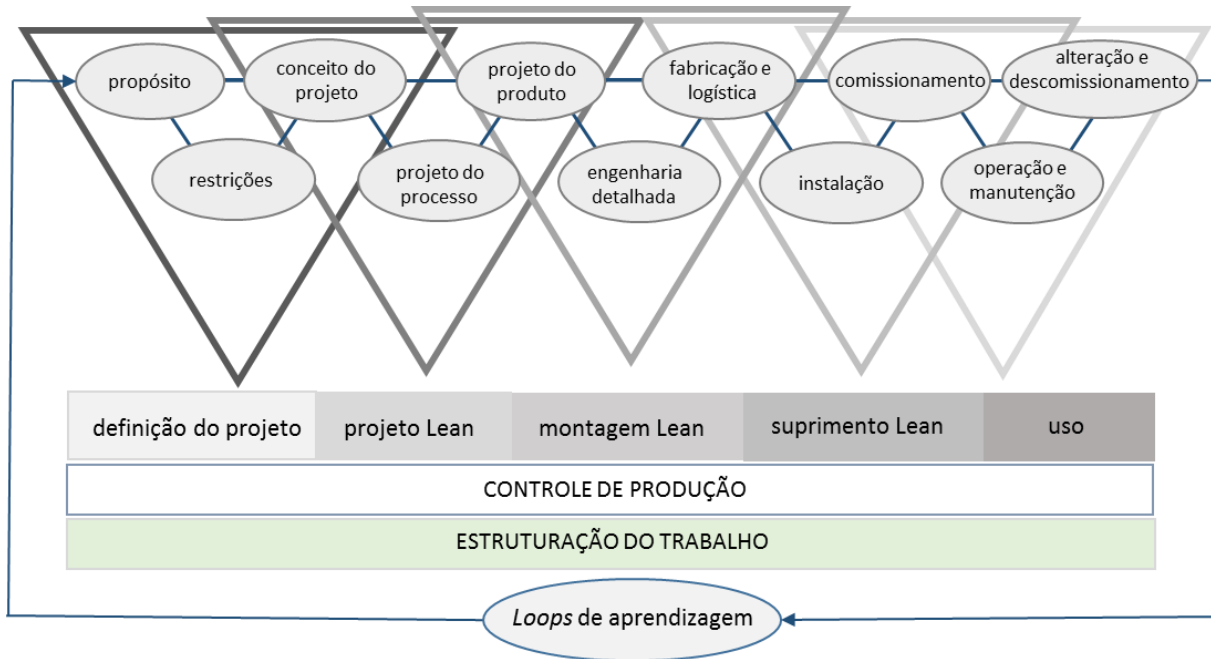 propósito
conceito do
projeto
projeto do
produto
fabricação e
logística
comissionamento
alteração e
descomissionamento
restrições
projeto do
processo
engenharia
detalhada
instalação
operação e
manutenção
definição do projeto
projeto Lean
montagem Lean
suprimento Lean
uso
CONTROLE DE PRODUÇÃO
ESTRUTURAÇÃO DO TRABALHO
Loops de aprendizagem